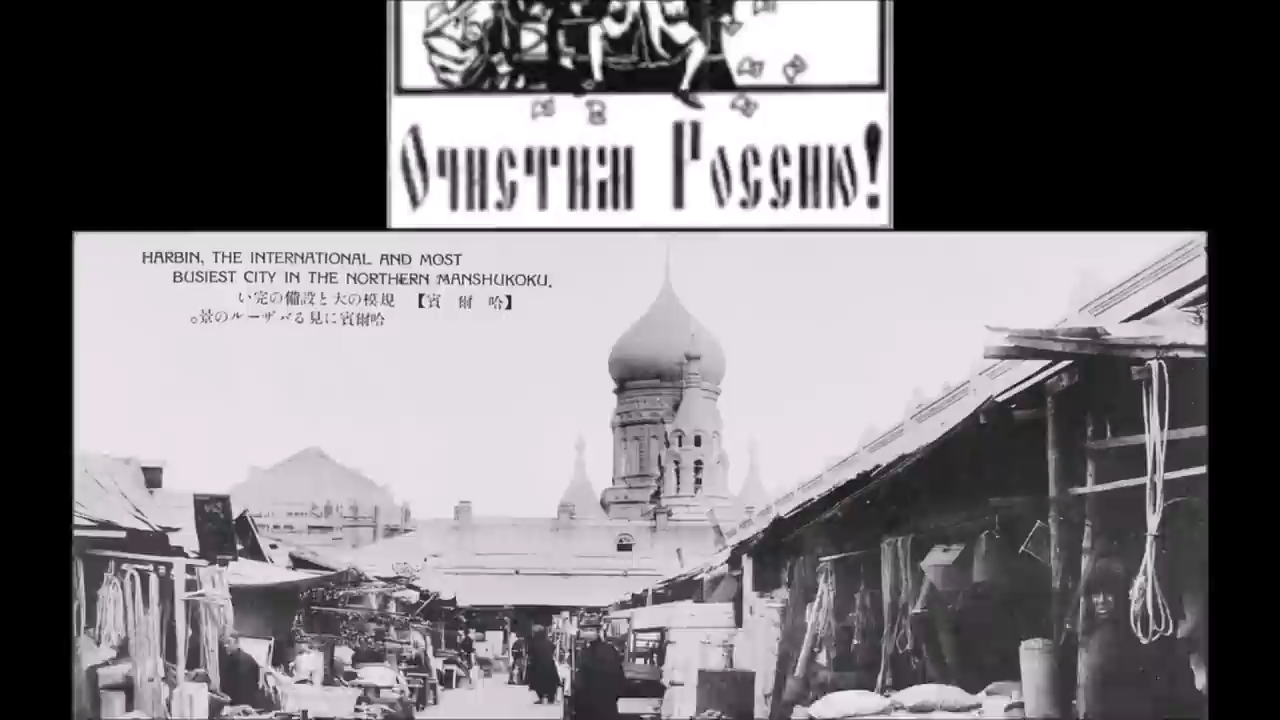 Очистим Россию!
HARBIN, THE INTERNATIONAL AND MOST
BUSIEST CITY IN THE NORTHERN MANSHUKOKU.
【哈爾賓】 規模の大と設備の完い
哈爾賓に見るバザールの景。